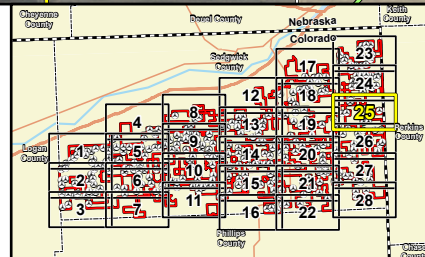 Cheyenne
County
Deuel County
Keith
County
Nebraska
Colorado
Sedgwick
County
23
17
24
12
18
8
25
4
13
19
Perkins
County
9
26
Logan
County
1
5
14
20
10
27
2
6
15
21
3
7
11
16
22
28
Phillips
County
Chase